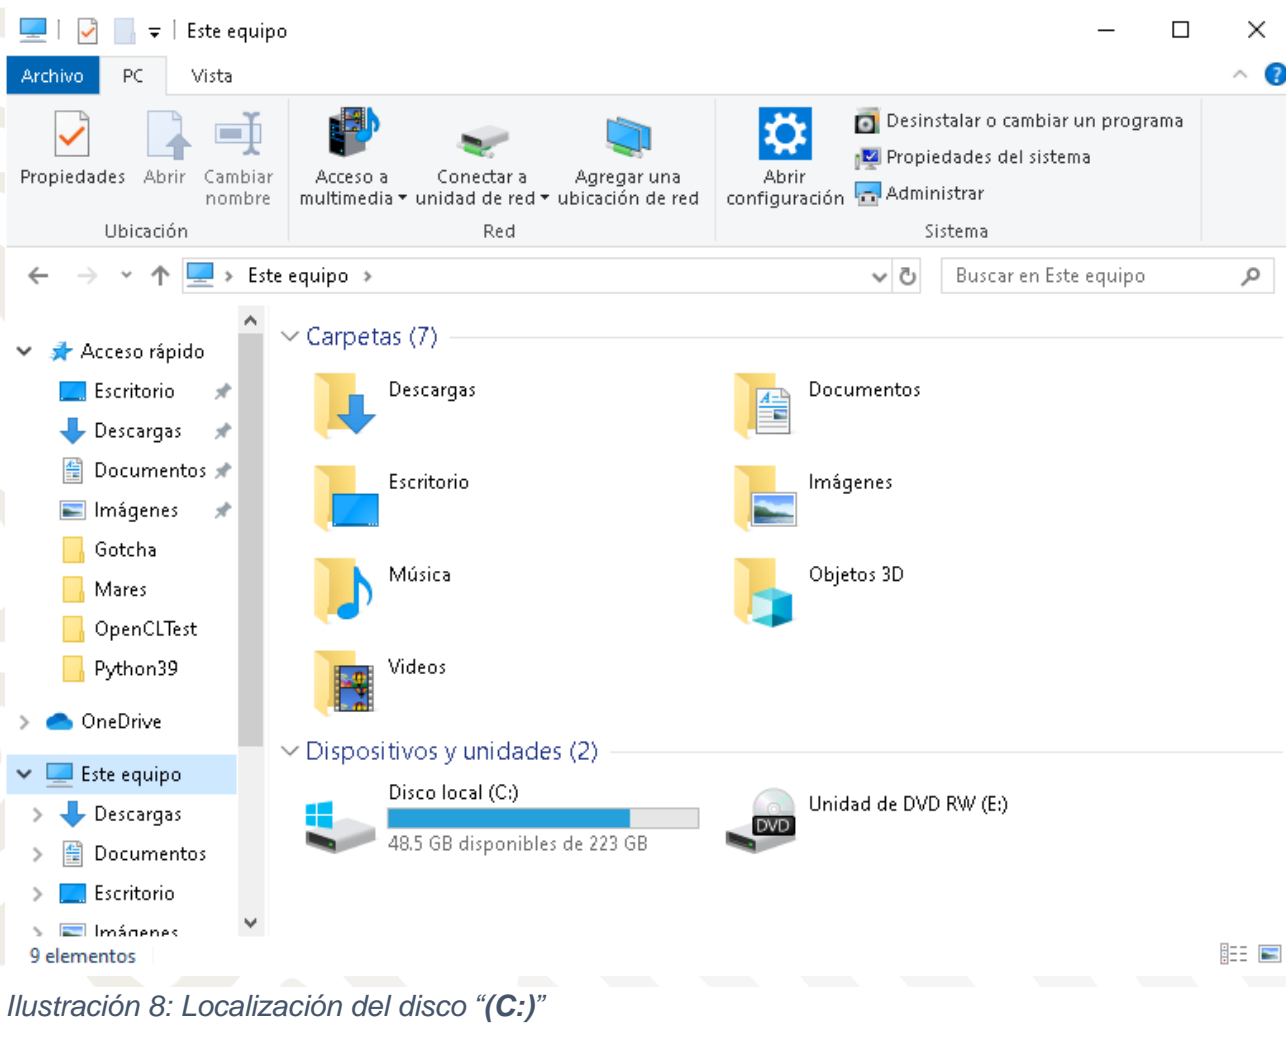 Este equipo
Archivo PC Vista
Propiedades Abrir Cambiar nombre
Ubicación
Acceso a multimedia Conectar a unidad de red Agregar una ubicación de red
Red
Abrir configuración
Desinstalar o cambiar un programa
Propiedades del sistema
Administrar
Sistema
Este equipo
Buscar en Este equipo
Acceso rápido
Escritorio
Descargas
Documentos
Imágenes
Gotcha
Mares
OpenCLTest
Python39
OneDrive
Este equipo
Descargas
Documentos
Escritorio
Imágenes
Carpetas (7)
Descargas
Documentos
Escritorio
Imágenes
Música
Objetos 3D
Videos
Dispositivos y unidades (2)
Disco local (C:)
48.5 GB disponibles de 223 GB
DVD
Unidad de DVD RW (E:)
9 elementos
Ilustración 8: Localización del disco “(C:)”